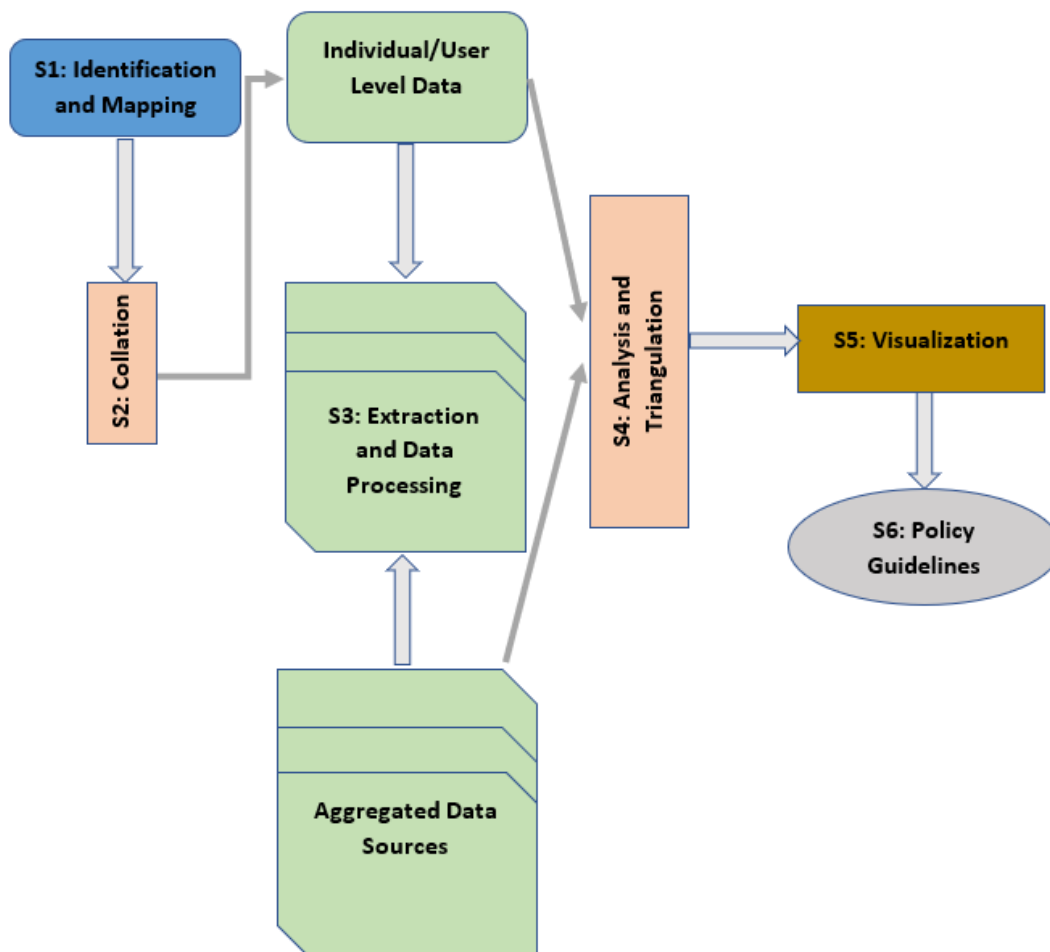 S1: Identification
and Mapping
Individual/User
Level Data
S2: Collation
S3: Extraction
and Data
Processing
S4: Analysis and
Triangulation
S5: Visualization
S6: Policy
Guidelines
Aggregated Data
Sources